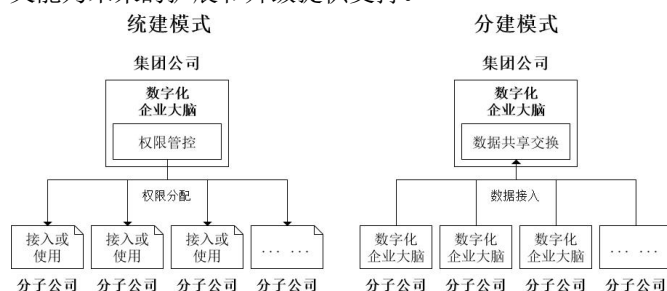 统建模式
分建模式
集团公司
集团公司
数字化
企业大脑
数字化
企业大脑
权限管控
数据共享交换
权限分配
数据接入
接入或
使用
接入或
使用
接入或
使用
... ...
数字化
企业大脑
数字化
企业大脑
数字化
企业大脑
... ...
分子公司 分子公司 分子公司 分子公司
分子公司 分子公司 分子公司 分子公司